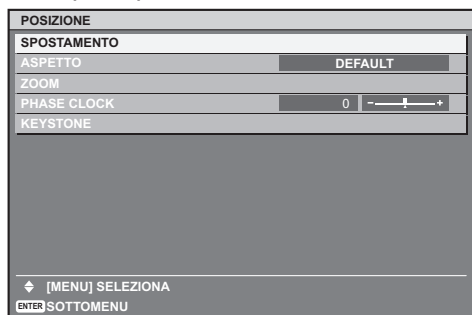 POSIZIONE
SPOSTAMENTO
ASPETTO DEFAULT
ZOOM
PHASE CLOCK 0 - +
KEYSTONE
[MENU] SELEZIONA
ENTER SOTTOMENU